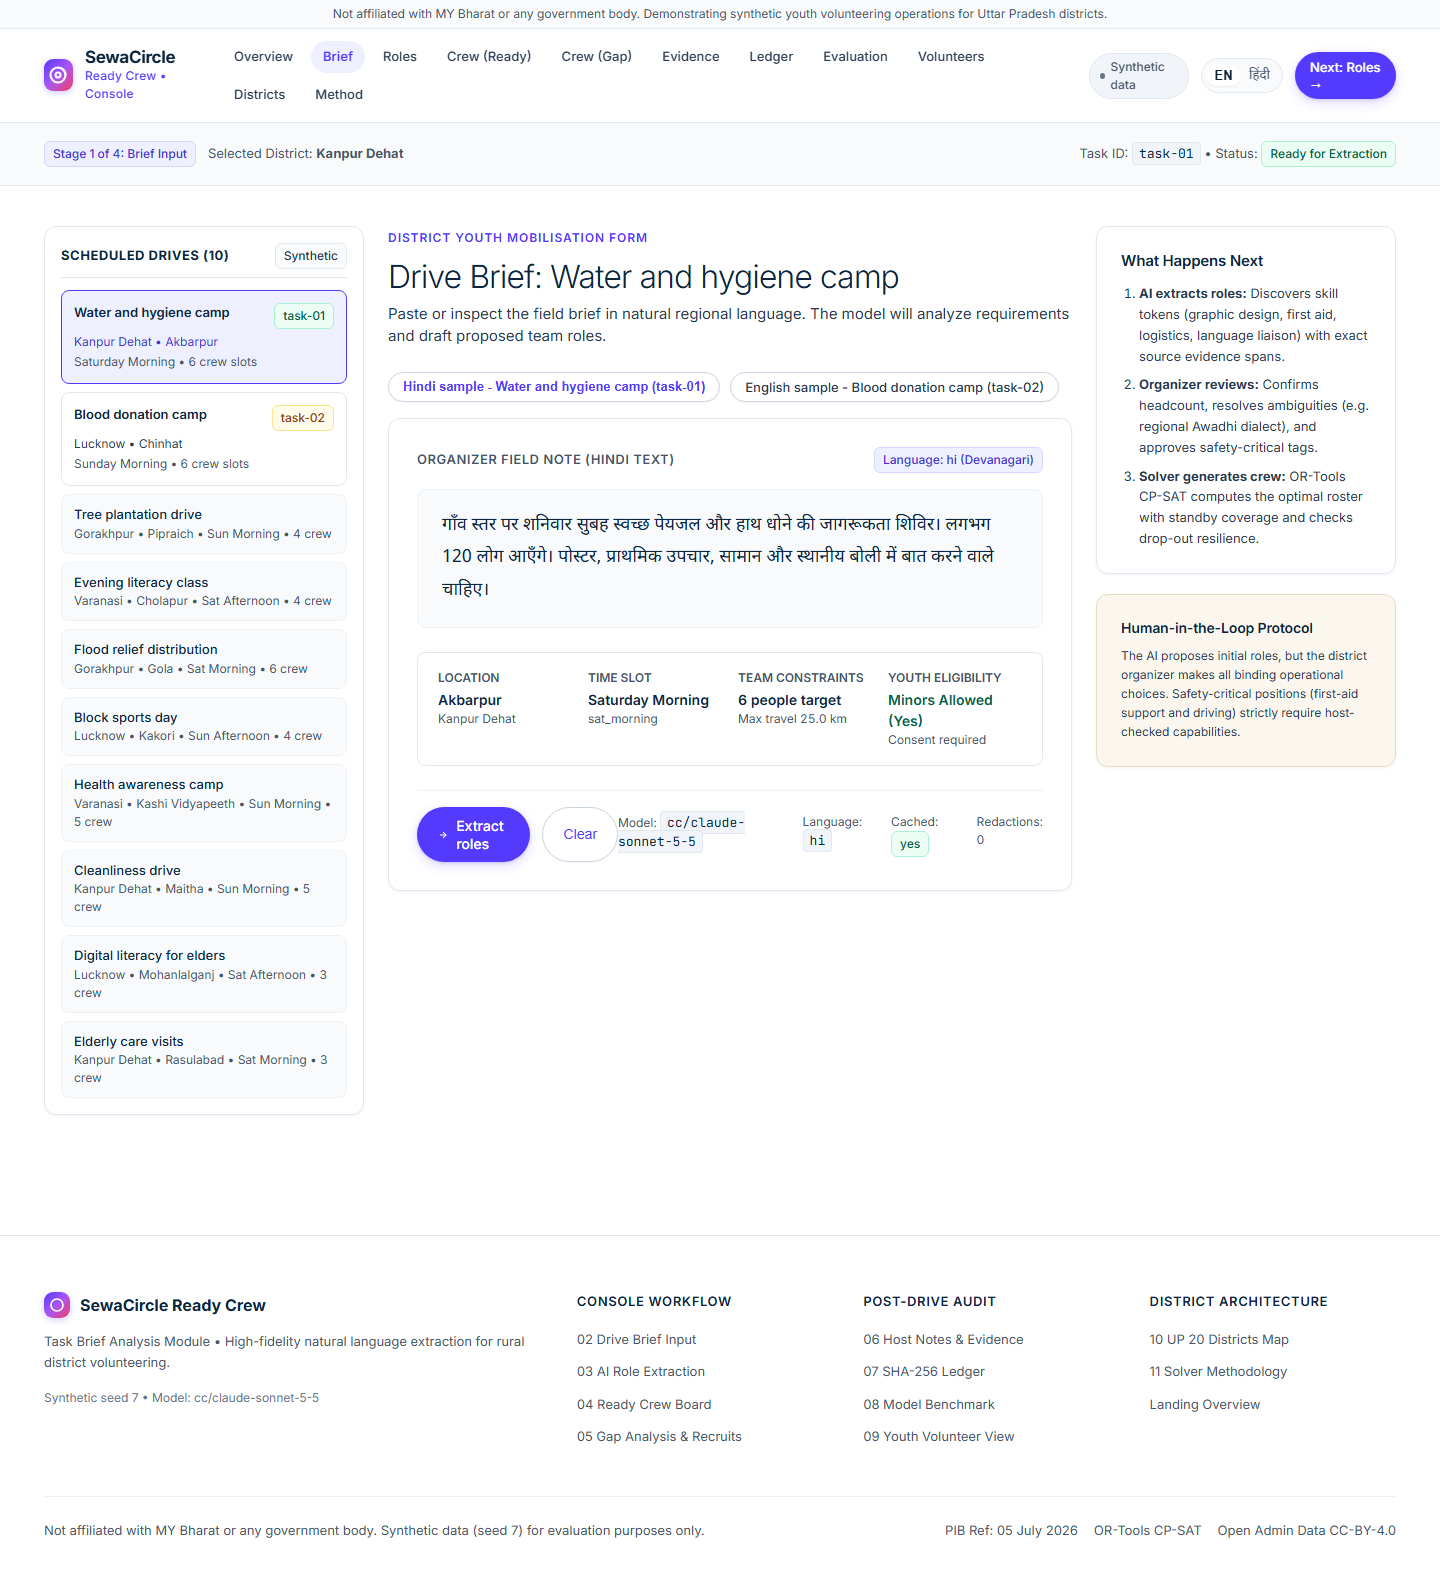 Not affiliated with MY Bharat or any government body. Demonstrating synthetic youth volunteering operations for Uttar Pradesh districts.
SewaCircle
Ready Crew •
Console
Overview
Brief
Roles
Crew (Ready)
Crew (Gap)
Evidence
Ledger
Evaluation
Volunteers
Districts
Method
Synthetic
data
EN
हिंदी
Next: Roles
→
Stage 1 of 4: Brief Input
Selected District: Kanpur Dehat
Task ID: task-01 • Status: Ready for Extraction
SCHEDULED DRIVES (10)
Synthetic
Water and hygiene camp
task-01
Kanpur Dehat • Akbarpur
Saturday Morning • 6 crew slots
Blood donation camp
task-02
Lucknow • Chinhat
Sunday Morning • 6 crew slots
Tree plantation drive
Gorakhpur • Pipraich • Sun Morning • 4 crew
Evening literacy class
Varanasi • Cholapur • Sat Afternoon • 4 crew
Flood relief distribution
Gorakhpur • Gola • Sat Morning • 6 crew
Block sports day
Lucknow • Kakori • Sun Afternoon • 4 crew
Health awareness camp
Varanasi • Kashi Vidyapeeth • Sun Morning •
5 crew
Cleanliness drive
Kanpur Dehat • Maitha • Sun Morning • 5
crew
Digital literacy for elders
Lucknow • Mohanlalganj • Sat Afternoon • 3
crew
Elderly care visits
Kanpur Dehat • Rasulabad • Sat Morning • 3
crew
DISTRICT YOUTH MOBILISATION FORM
Drive Brief: Water and hygiene camp
Paste or inspect the field brief in natural regional language. The model will analyze requirements
and draft proposed team roles.
Hindi sample - Water and hygiene camp (task-01)
English sample - Blood donation camp (task-02)
ORGANIZER FIELD NOTE (HINDI TEXT)
Language: hi (Devanagari)
गाँव स्तर पर शनिवार सुबह स्वच्छ पेयजल और हाथ धोने की जागरूकता शिविर। लगभग
120 लोग आएँगे। पोस्टर, प्राथमिक उपचार, सामान और स्थानीय बोली में बात करने वाले
चाहिए।
LOCATION
Akbarpur
Kanpur Dehat
TIME SLOT
Saturday Morning
sat_morning
TEAM CONSTRAINTS
6 people target
Max travel 25.0 km
YOUTH ELIGIBILITY
Minors Allowed
(Yes)
Consent required
→ Extract
roles
Clear
Model: cc/claude-
sonnet-5-5
Language:
hi
Cached:
yes
Redactions:
0
What Happens Next
1. AI extracts roles: Discovers skill
tokens (graphic design, first aid,
logistics, language liaison) with exact
source evidence spans.
2. Organizer reviews: Confirms
headcount, resolves ambiguities (e.g.
regional Awadhi dialect), and
approves safety-critical tags.
3. Solver generates crew: OR-Tools
CP-SAT computes the optimal roster
with standby coverage and checks
drop-out resilience.
Human-in-the-Loop Protocol
The AI proposes initial roles, but the district
organizer makes all binding operational
choices. Safety-critical positions (first-aid
support and driving) strictly require host-
checked capabilities.
SewaCircle Ready Crew
Task Brief Analysis Module • High-fidelity natural language extraction for rural
district volunteering.
Synthetic seed 7 • Model: cc/claude-sonnet-5-5
CONSOLE WORKFLOW
02 Drive Brief Input
03 AI Role Extraction
04 Ready Crew Board
05 Gap Analysis & Recruits
POST-DRIVE AUDIT
06 Host Notes & Evidence
07 SHA-256 Ledger
08 Model Benchmark
09 Youth Volunteer View
DISTRICT ARCHITECTURE
10 UP 20 Districts Map
11 Solver Methodology
Landing Overview
Not affiliated with MY Bharat or any government body. Synthetic data (seed 7) for evaluation purposes only.
PIB Ref: 05 July 2026
OR-Tools CP-SAT
Open Admin Data CC-BY-4.0